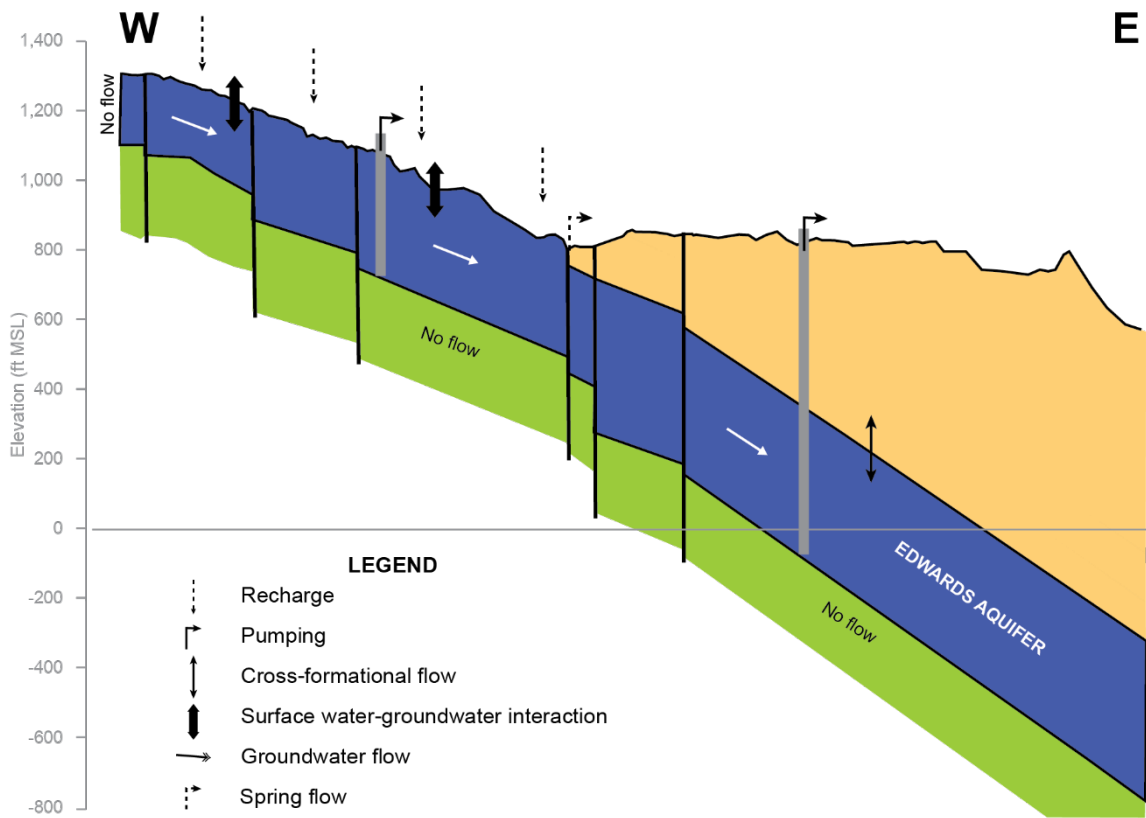 W
E
1,400
1,200
1,000
800
600
400
200
0
-200
-400
-600
-800
Elevation (ft MSL)
No flow
No flow
No flow
EDWARDS AQUIFER
LEGEND
Recharge
Pumping
Cross-formational flow
Surface water-groundwater interaction
Groundwater flow
Spring flow